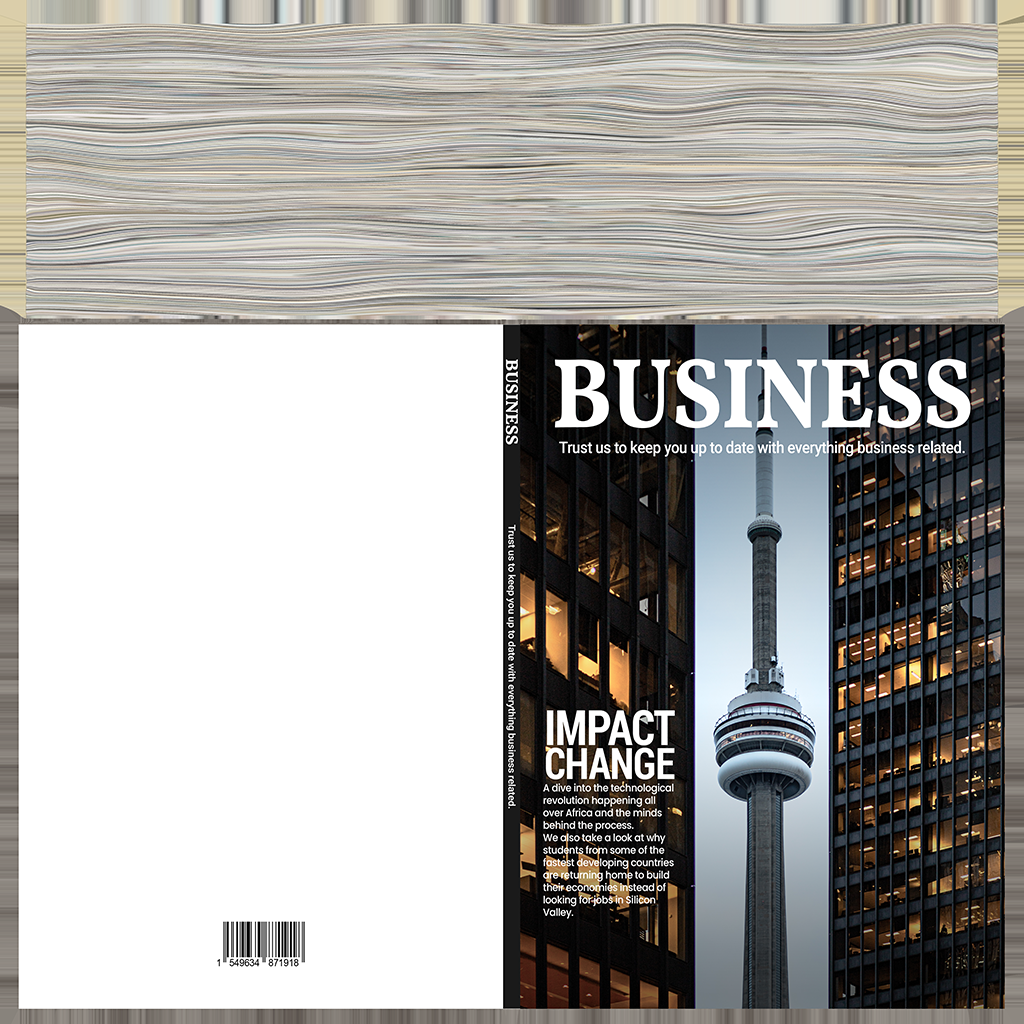 BUSINESS
Trust us to keep you up to date with everything business related.
BUSINESS
Trust us to keep you up to date with everything business related.
IMPACT
CHANGE
A dive into the technological
revolution happening all
over Africa and the minds
behind the process.
We also take a look at why
students from some of the
fastest developing countries
are returning home to build
their economies instead of
looking for jobs in Silicon
Valley.
1 549634 871918